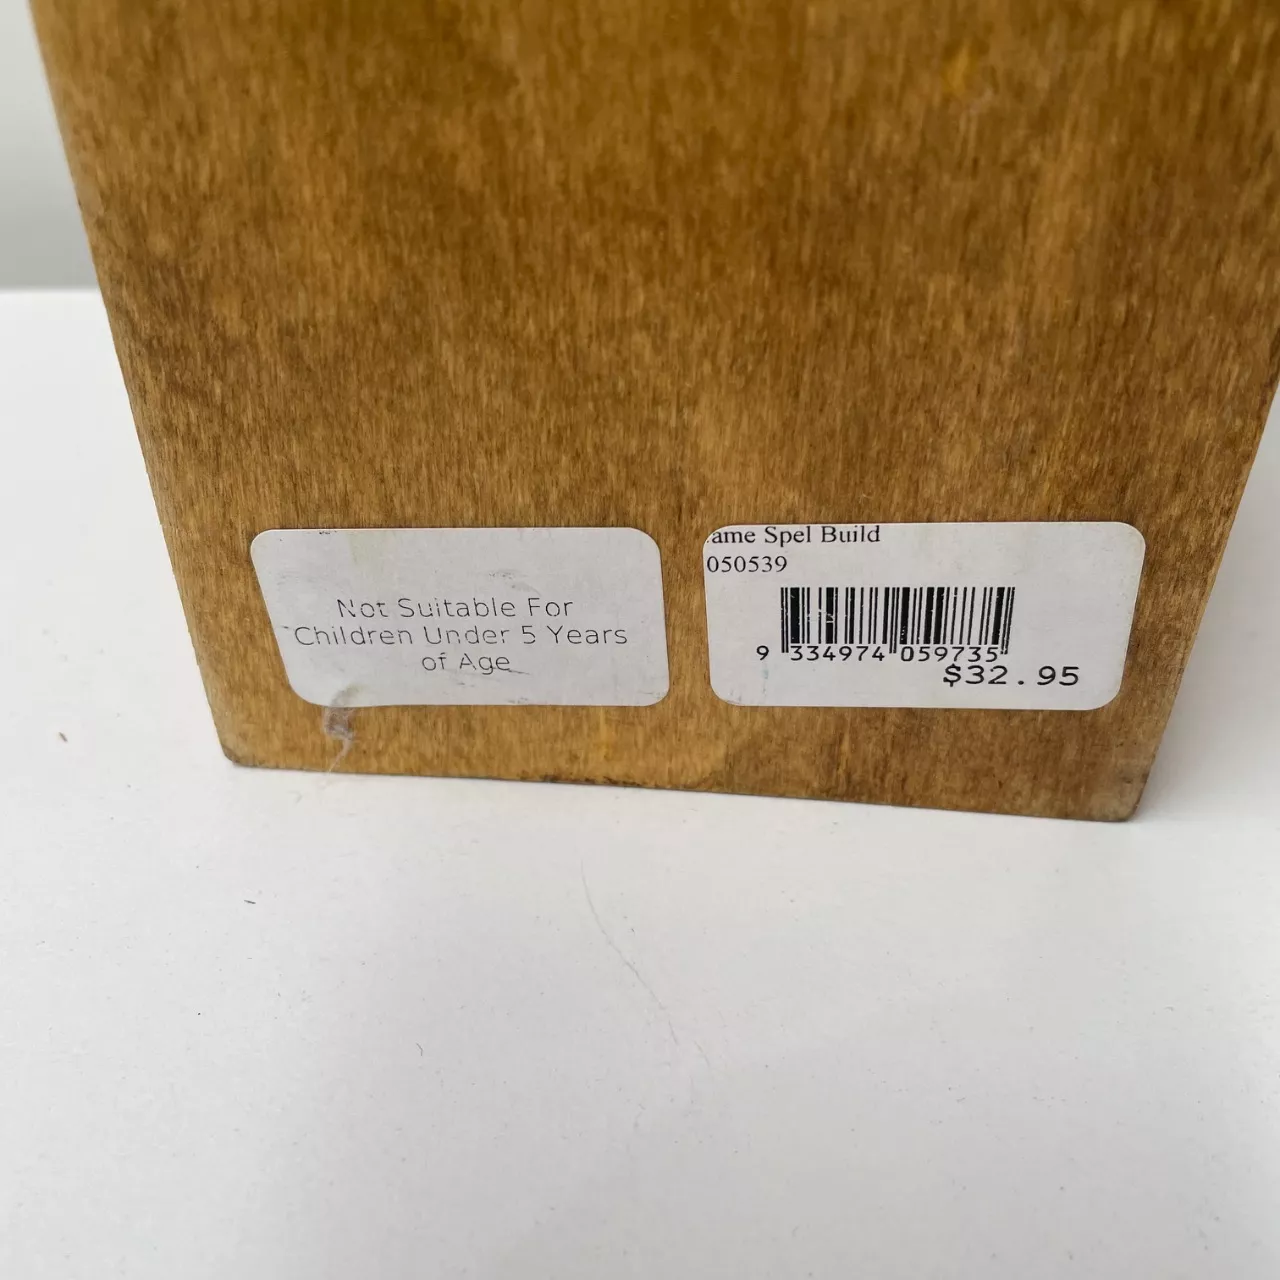 Not Suitable For
Children Under 5 Years
of Age
ame Spel Build
050539
9 334974 059735
$32.95